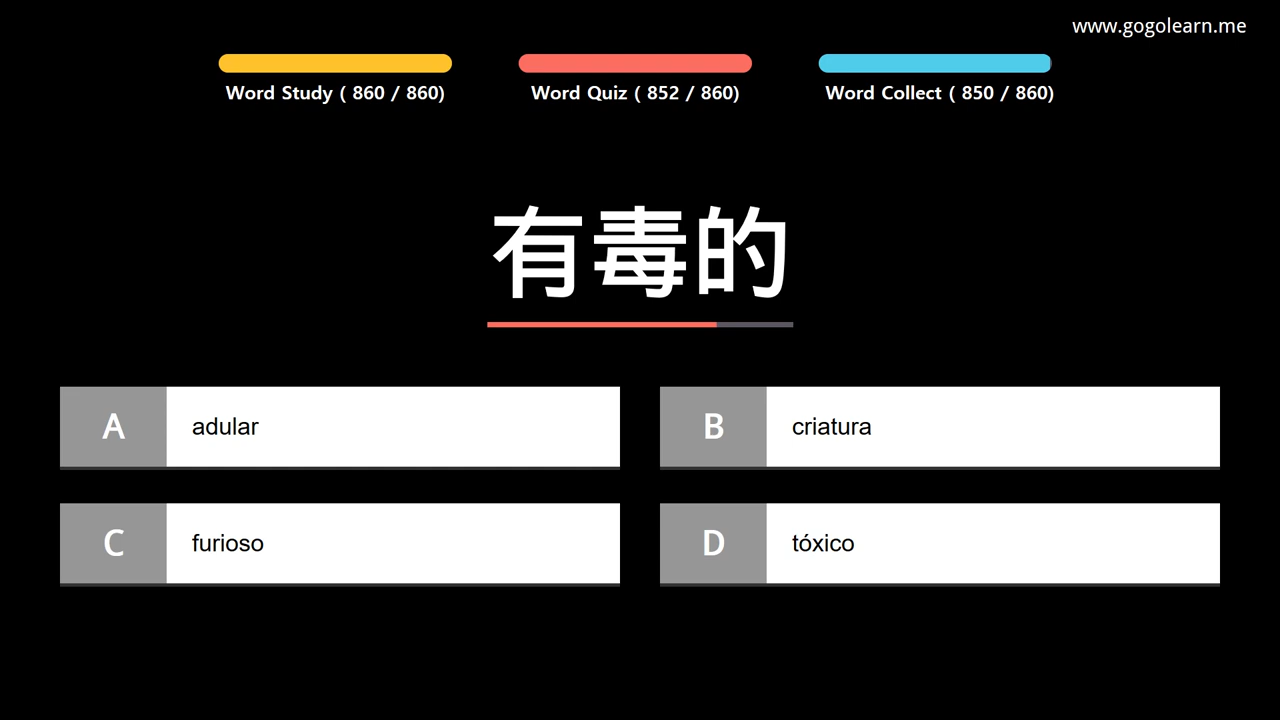 www.gogolearn.me
Word Study ( 860 / 860)
Word Quiz ( 852 / 860)
Word Collect ( 850 / 860)
有毒的
A adular
B criatura
C furioso
D tóxico